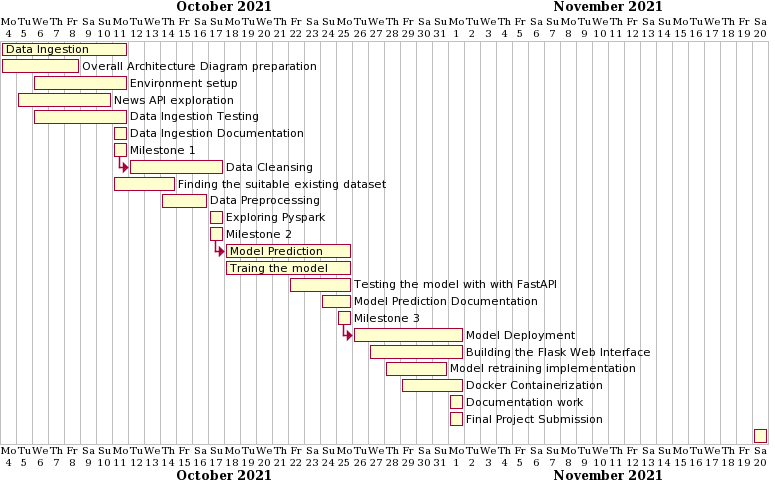 October 2021 November 2021
Mo Tu We Th Fr Sa Su Mo Tu We Th Fr Sa Su Mo Tu We Th Fr Sa Su Mo Tu We Th Fr Sa Su Mo Tu We Th Fr Sa Su Mo Tu We Th Fr Sa Su Mo Tu We Th Fr Sa
4 5 6 7 8 9 10 11 12 13 14 15 16 17 18 19 20 21 22 23 24 25 26 27 28 29 30 31 1 2 3 4 5 6 7 8 9 10 11 12 13 14 15 16 17 18 19 20
Data Ingestion
Overall Architecture Diagram preparation
Environment setup
News API exploration
Data Ingestion Testing
Data Ingestion Documentation
Milestone 1
Data Cleansing
Finding the suitable existing dataset
Data Preprocessing
Exploring Pyspark
Milestone 2
Model Prediction
Traing the model
Testing the model with with FastAPI
Model Prediction Documentation
Milestone 3
Model Deployment
Building the Flask Web Interface
Model retraining implementation
Docker Containerization
Documentation work
Final Project Submission
Mo Tu We Th Fr Sa Su Mo Tu We Th Fr Sa Su Mo Tu We Th Fr Sa Su Mo Tu We Th Fr Sa Su Mo Tu We Th Fr Sa Su Mo Tu We Th Fr Sa Su Mo Tu We Th Fr Sa
4 5 6 7 8 9 10 11 12 13 14 15 16 17 18 19 20 21 22 23 24 25 26 27 28 29 30 31 1 2 3 4 5 6 7 8 9 10 11 12 13 14 15 16 17 18 19 20
October 2021 November 2021